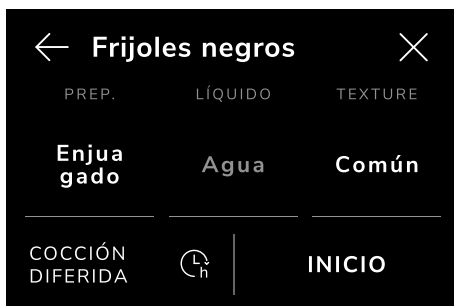 Frijoles negros
PREP. LÍQUIDO TEXTURE
Enjua
gado
Agua
Común
COCCIÓN
DIFERIDA
h
INICIO